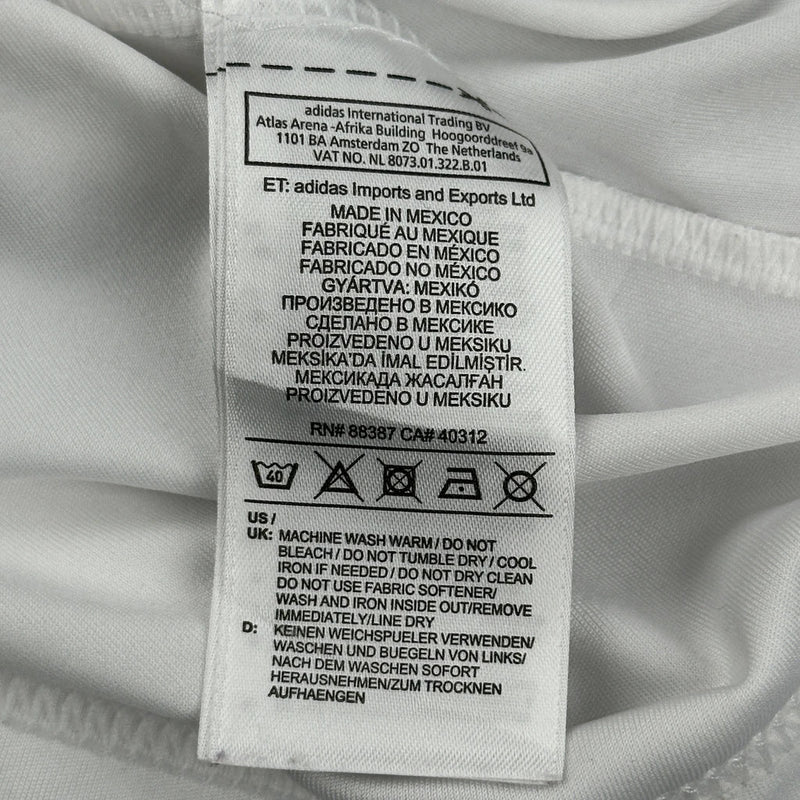 adidas International Trading BV
Atlas Arena -Afrika Building Hoogoorddreef 9a
1101 BA Amsterdam ZO The Netherlands
VAT NO. NL 8073.01.322.B.01
ET: adidas Imports and Exports Ltd
MADE IN MEXICO
FABRIQUÉ AU MEXIQUE
FABRICADO EN MÉXICO
FABRICADO NO MÉXICO
GYÁRTVA: MEXIKÓ
ПРОИЗВЕДЕНО В МЕКСИКО
СДЕЛАНО В МЕКСИКЕ
PROIZVEDENO U MEKSIKU
MEKSİKA'DA İMAL EDİLMİŞTİR.
МЕКСИКАДА ЖАСАЛҒАН
PROIZVEDENO U MEKSIKU
RN# 88387 CA# 40312
40
US /
UK: MACHINE WASH WARM / DO NOT
BLEACH / DO NOT TUMBLE DRY / COOL
IRON IF NEEDED / DO NOT DRY CLEAN
DO NOT USE FABRIC SOFTENER/
WASH AND IRON INSIDE OUT/REMOVE
IMMEDIATELY/LINE DRY
D: KEINEN WEICHSPUELER VERWENDEN/
WASCHEN UND BUEGELN VON LINKS/
NACH DEM WASCHEN SOFORT
HERAUSNEHMEN/ZUM TROCKNEN
AUFHAENGEN